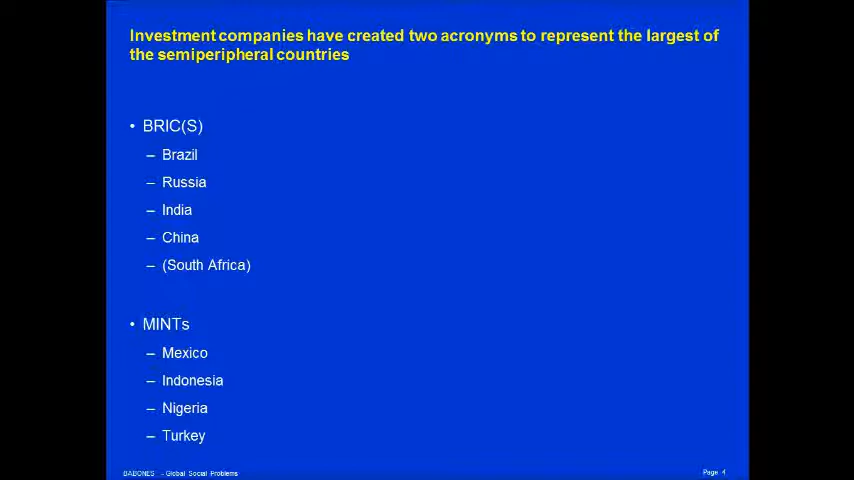 Investment companies have created two acronyms to represent the largest of
the semiperipheral countries
• BRIC(S)
– Brazil
– Russia
– India
– China
– (South Africa)
• MINTs
– Mexico
– Indonesia
– Nigeria
– Turkey
BABONES – Global Social Problems
Page 4